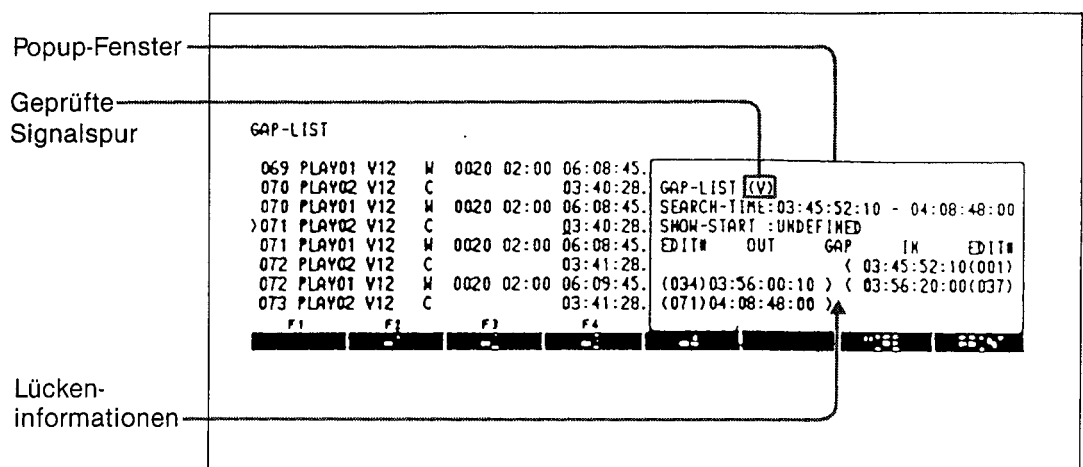 Popup-Fenster
Geprüfte
Signalspur
GAP-LIST
069 PLAY01 V12 W 0020 02:00 06:08:45.
070 PLAY02 V12 C 03:40:28.
070 PLAY01 V12 W 0020 02:00 06:08:45.
>071 PLAY02 V12 C 03:40:28.
071 PLAY01 V12 W 0020 02:00 06:08:45.
072 PLAY02 V12 C 03:41:28.
072 PLAY01 V12 W 0020 02:00 06:09:45.
073 PLAY02 V12 C 03:41:28.
GAP-LIST (V)
SEARCH-TIME:03:45:52:10 - 04:08:48:00
SHOW-START :UNDEFINED
EDIT# OUT GAP IN EDIT#
< 03:45:52:10(001)
(034)03:56:00:10 > < 03:56:20:00(037)
(071)04:08:48:00 >
F1 F2 F3 F4
Lücken-
informationen